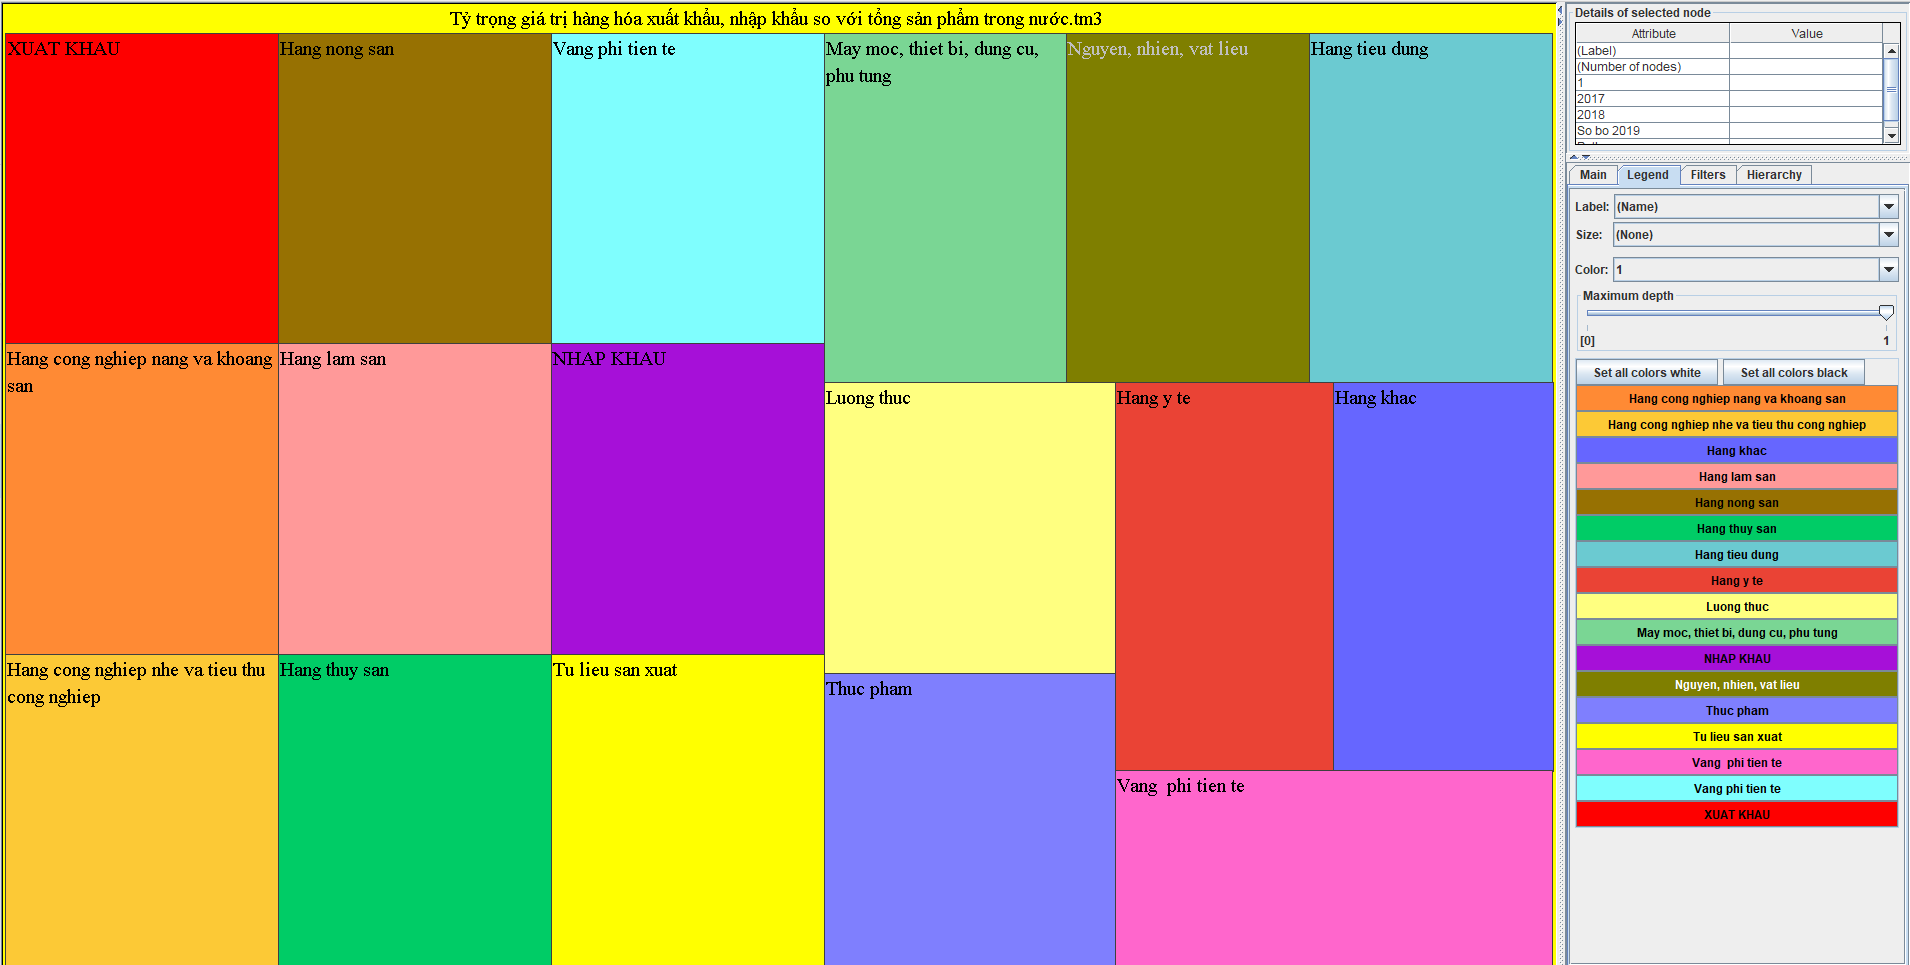 Tỷ trọng giá trị hàng hóa xuất khẩu, nhập khẩu so với tổng sản phẩm trong nước.tm3
XUAT KHAU
Hang nong san
Vang phi tien te
May moc, thiet bi, dung cu,
phu tung
Nguyen, nhien, vat lieu
Hang tieu dung
Hang cong nghiep nang va khoang
san
Hang lam san
NHAP KHAU
Luong thuc
Hang y te
Hang khac
Hang cong nghiep nhe va tieu thu
cong nghiep
Hang thuy san
Tu lieu san xuat
Thuc pham
Vang  phi tien te
Details of selected node
Attribute Value
(Label)
(Number of nodes)
1
2017
2018
So bo 2019
Main Legend Filters Hierarchy
Label: (Name)
Size: (None)
Color: 1
Maximum depth
[0] 1
Set all colors white Set all colors black
Hang cong nghiep nang va khoang san
Hang cong nghiep nhe va tieu thu cong nghiep
Hang khac
Hang lam san
Hang nong san
Hang thuy san
Hang tieu dung
Hang y te
Luong thuc
May moc, thiet bi, dung cu, phu tung
NHAP KHAU
Nguyen, nhien, vat lieu
Thuc pham
Tu lieu san xuat
Vang  phi tien te
Vang phi tien te
XUAT KHAU